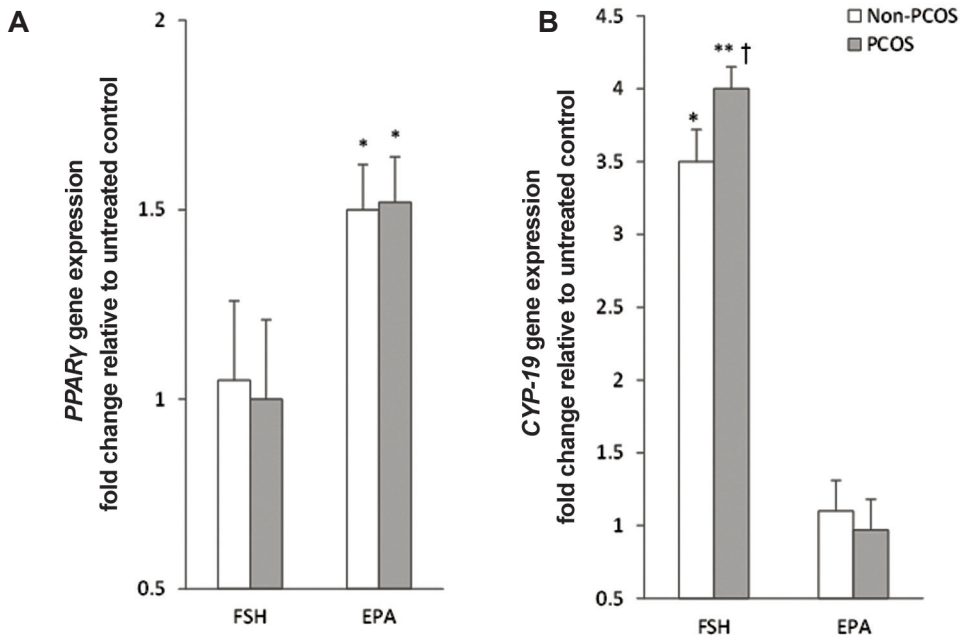 A
PPARγ gene expression
fold change relative to untreated control
2
1.5
1
0.5
*
*
FSH
EPA
B
CYP-19 gene expression
fold change relative to untreated control
4.5
4
3.5
3
2.5
2
1.5
1
0.5
*
** †
FSH
EPA
Non-PCOS
PCOS